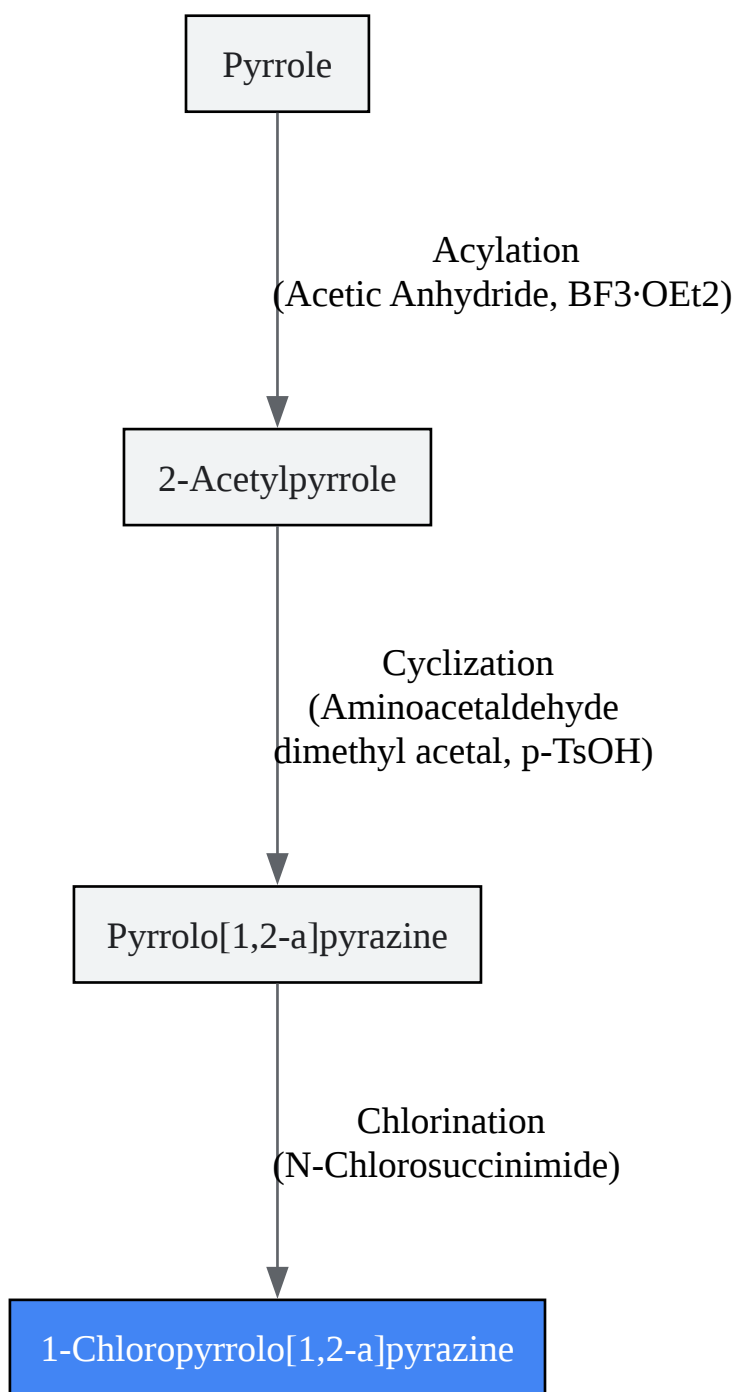 Pyrrole
Acylation
(Acetic Anhydride, BF3·OEt2)
2-Acetylpyrrole
Cyclization
(Aminoacetaldehyde
dimethyl acetal, p-TsOH)
Pyrrolo[1,2-a]pyrazine
Chlorination
(N-Chlorosuccinimide)
1-Chloropyrrolo[1,2-a]pyrazine